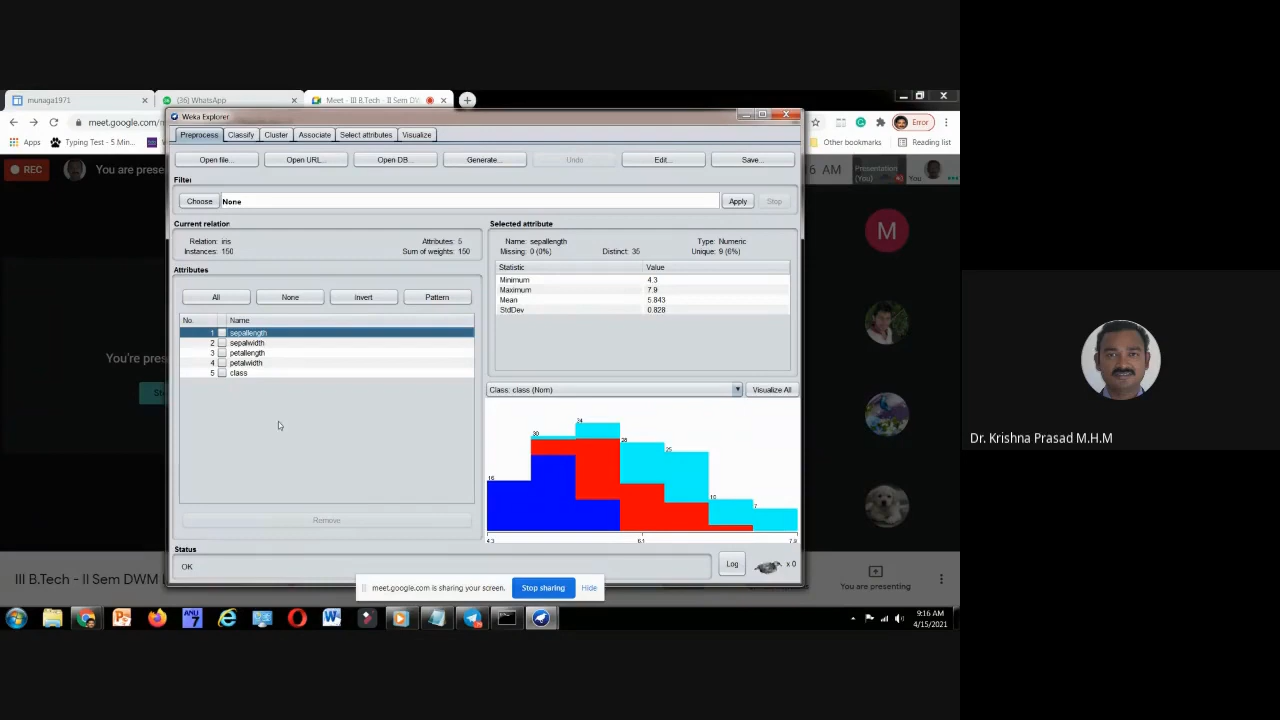 munaga1971
(36) WhatsApp
Meet - III B.Tech - II Sem DW
meet.google.com/
Error
Apps
Typing Test - 5 Min...
Other bookmarks
Reading list
REC
You are prese
6 AM
Presentation
(You)
You
Weka Explorer
Preprocess Classify Cluster Associate Select attributes Visualize
Open file... Open URL... Open DB... Generate... Undo Edit... Save...
Filter
Choose None Apply Stop
Current relation
Relation: iris Attributes: 5
Instances: 150 Sum of weights: 150
Attributes
All None Invert Pattern
No. Name
1 sepallength
2 sepalwidth
3 petallength
4 petalwidth
5 class
Remove
Selected attribute
Name: sepallength Type: Numeric
Missing: 0 (0%) Distinct: 35 Unique: 9 (6%)
Statistic Value
Minimum 4.3
Maximum 7.9
Mean 5.843
StdDev 0.828
Class: class (Nom) Visualize All
16 30 34 28 25 10 7
4.3 6.1 7.9
Status
OK
Log x 0
You're prese
M
III B.Tech - II Sem DWM
meet.google.com is sharing your screen. Stop sharing Hide
You are presenting
ANU
7
9:16 AM
4/15/2021
Dr. Krishna Prasad M.H.M